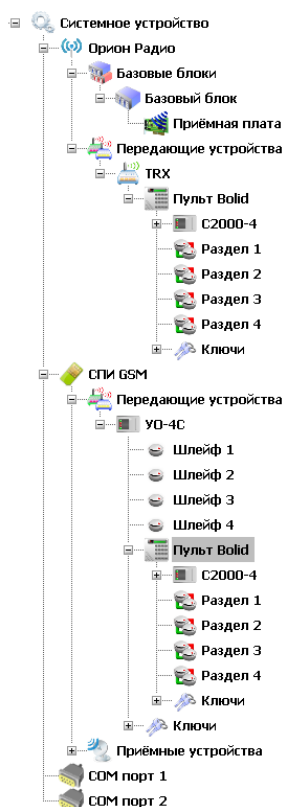 Системное устройство
Орион Радио
Базовые блоки
Базовый блок
Приёмная плата
Передающие устройства
TRX
Пульт Bolid
С2000-4
Раздел 1
Раздел 2
Раздел 3
Раздел 4
Ключи
СПИ GSM
Передающие устройства
УО-4С
Шлейф 1
Шлейф 2
Шлейф 3
Шлейф 4
Пульт Bolid
С2000-4
Раздел 1
Раздел 2
Раздел 3
Раздел 4
Ключи
Ключи
Приёмные устройства
COM порт 1
COM порт 2